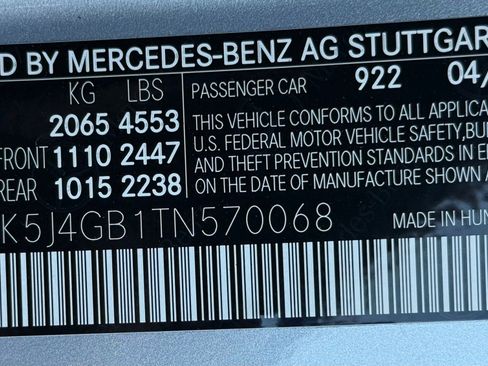 D BY MERCEDES-BENZ AG STUTTGAR
KG LBS
2065 4553
FRONT 1110 2447
REAR 1015 2238
PASSENGER CAR 922 04/
THIS VEHICLE CONFORMS TO ALL APPLICA
U.S. FEDERAL MOTOR VEHICLE SAFETY, BU
AND THEFT PREVENTION STANDARDS IN E
ON THE DATE OF MANUFACTURE SHOWN
K5J4GB1TN570068
MADE IN HUN